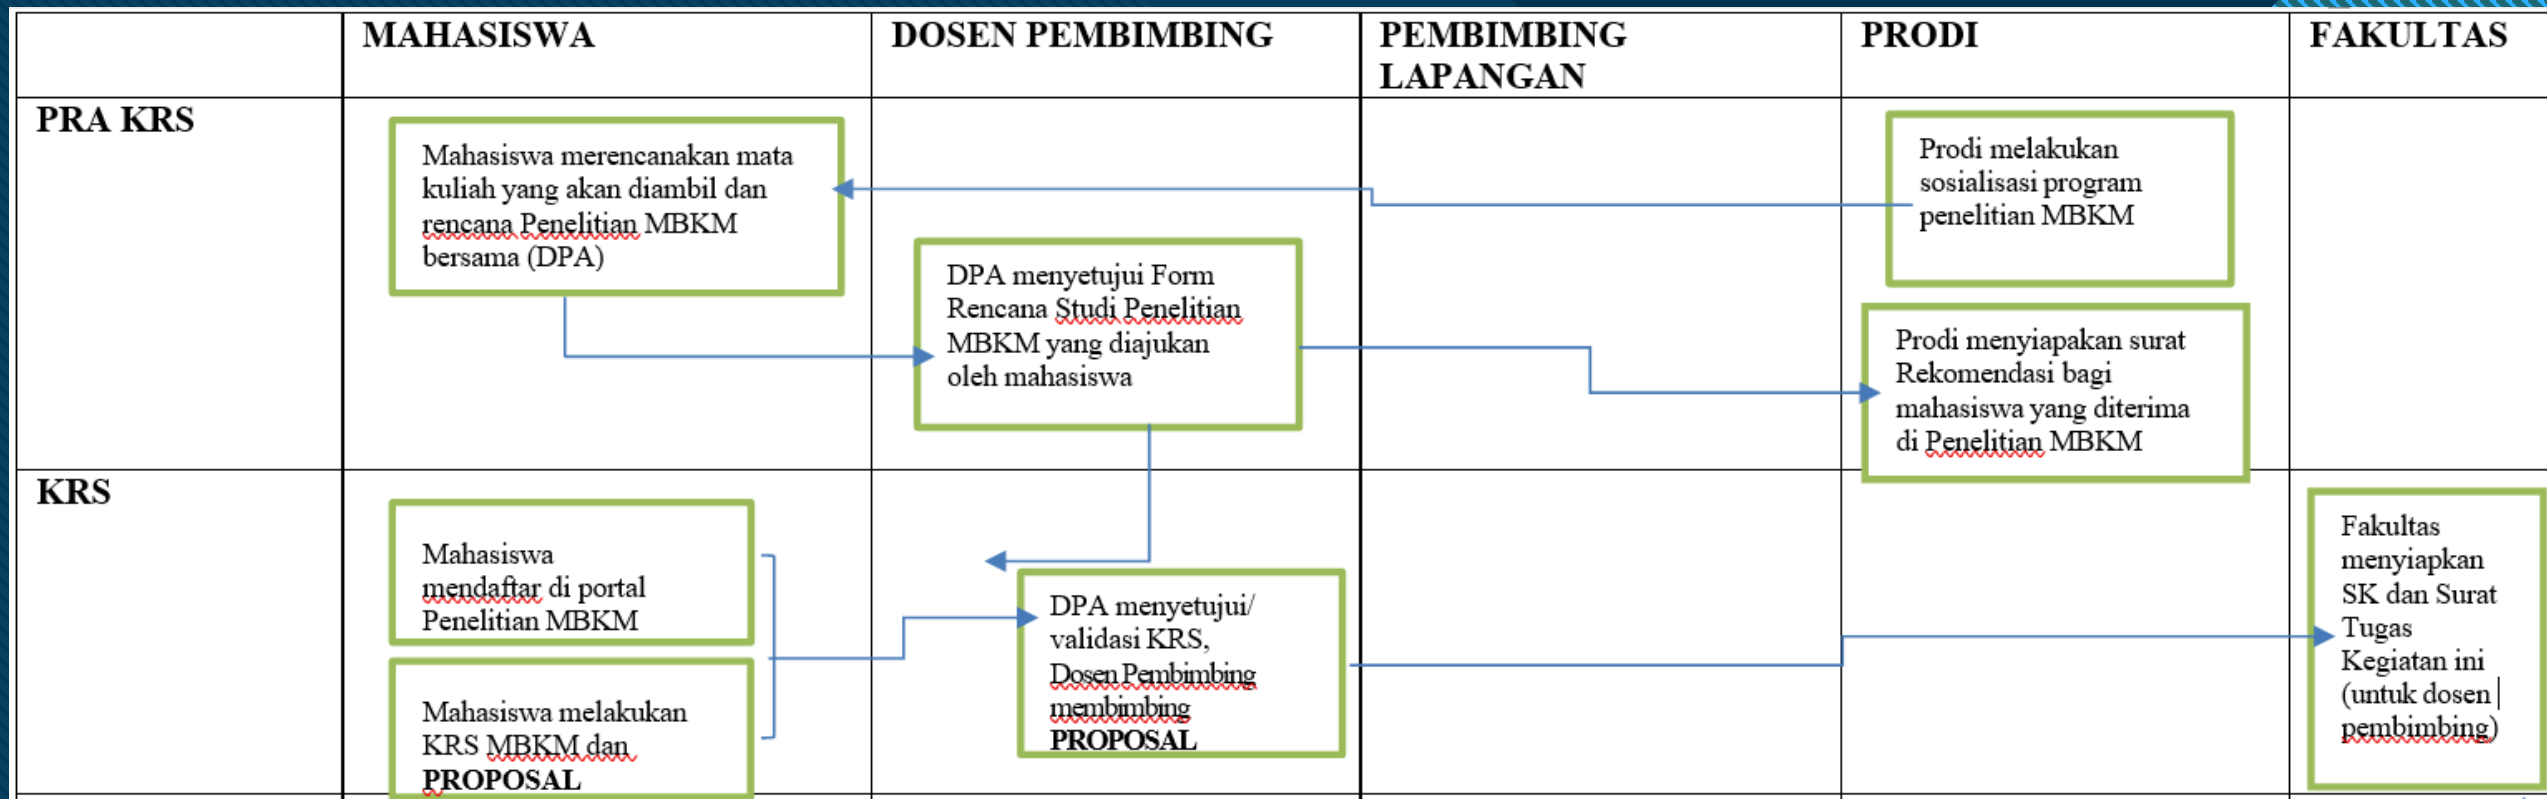 MAHASISWA
DOSEN PEMBIMBING
PEMBIMBING
LAPANGAN
PRODI
FAKULTAS
PRA KRS
Mahasiswa merencanakan mata
kuliah yang akan diambil dan
rencana Penelitian MBKM
bersama (DPA)
DPA menyetujui Form
Rencana Studi Penelitian
MBKM yang diajukan
oleh mahasiswa
Prodi melakukan
sosialisasi program
penelitian MBKM
Prodi menyiapakan surat
Rekomendasi bagi
mahasiswa yang diterima
di Penelitian MBKM
KRS
Mahasiswa
mendaftar di portal
Penelitian MBKM
Mahasiswa melakukan
KRS MBKM dan
PROPOSAL
DPA menyetujui/
validasi KRS,
Dosen Pembimbing
membimbing
PROPOSAL
Fakultas
menyiapkan
SK dan Surat
Tugas
Kegiatan ini
(untuk dosen
pembimbing)